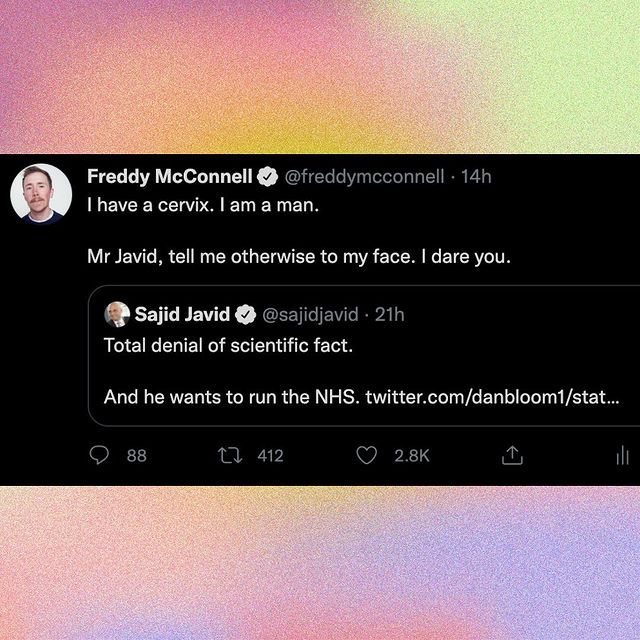 Freddy McConnell @freddymcconnell · 14h
I have a cervix. I am a man.
Mr Javid, tell me otherwise to my face. I dare you.
Sajid Javid @sajidjavid · 21h
Total denial of scientific fact.
And he wants to run the NHS. twitter.com/danbloom1/stat…
88 412 2.8K